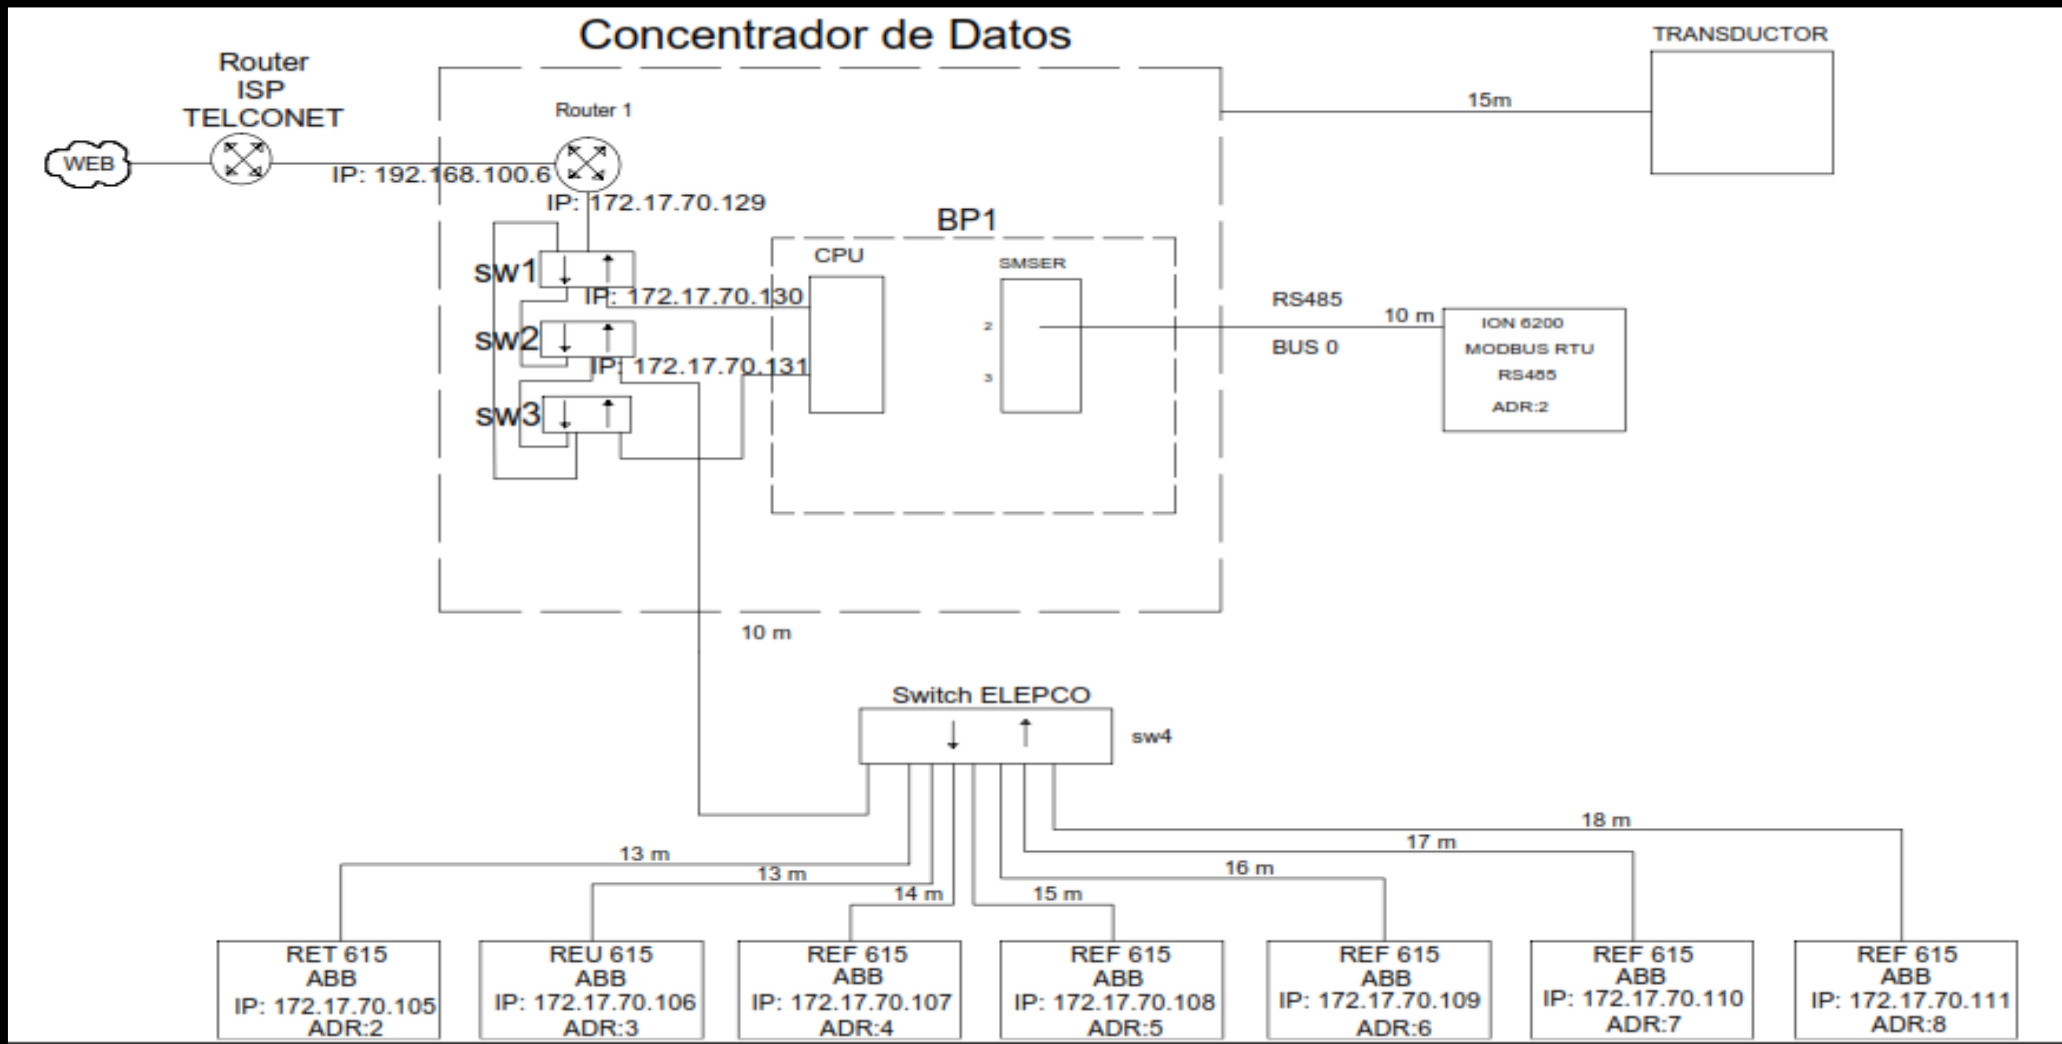 Concentrador de Datos
TRANSDUCTOR
Router
ISP
TELCONET
Router 1
15m
WEB
IP: 192.168.100.6
IP: 172.17.70.129
BP1
CPU
SMSER
sw1
IP: 172.17.70.130
RS485
10 m
ION 6200
2
sw2
BUS 0
MODBUS RTU
IP: 172.17.70.131
3
RS485
ADR:2
sw3
10 m
Switch ELEPCO
sw4
18 m
17 m
13 m
16 m
13 m
14 m
15 m
RET 615
ABB
IP: 172.17.70.105
ADR:2
REU 615
ABB
IP: 172.17.70.106
ADR:3
REF 615
ABB
IP: 172.17.70.107
ADR:4
REF 615
ABB
IP: 172.17.70.108
ADR:5
REF 615
ABB
IP: 172.17.70.109
ADR:6
REF 615
ABB
IP: 172.17.70.110
ADR:7
REF 615
ABB
IP: 172.17.70.111
ADR:8